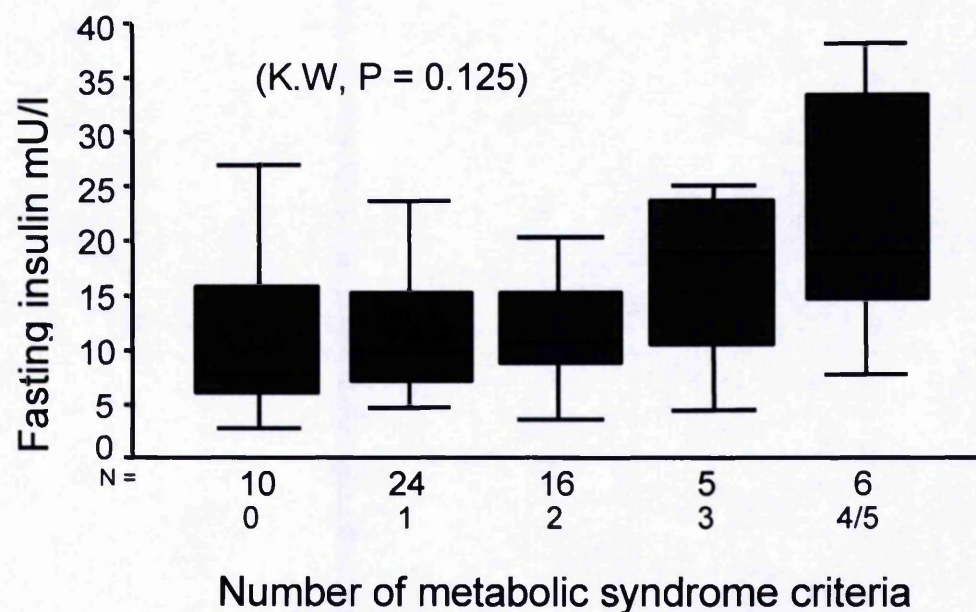 Fasting insulin mU/l
40
35
30
25
20
15
10
5
0
(K.W, P = 0.125)
N = 10 24 16 5 6
0 1 2 3 4/5
Number of metabolic syndrome criteria